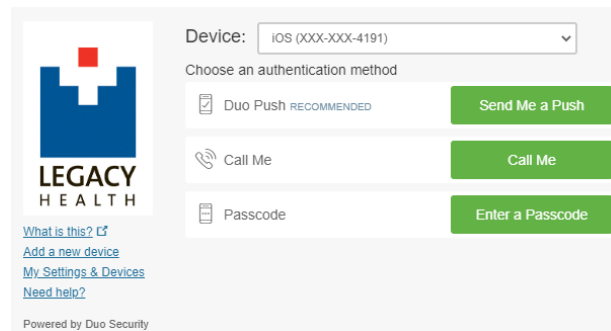 Device: iOS (XXX-XXX-4191)
Choose an authentication method
Duo Push RECOMMENDED Send Me a Push
Call Me Call Me
Passcode Enter a Passcode
LEGACY
HEALTH
What is this?
Add a new device
My Settings & Devices
Need help?
Powered by Duo Security